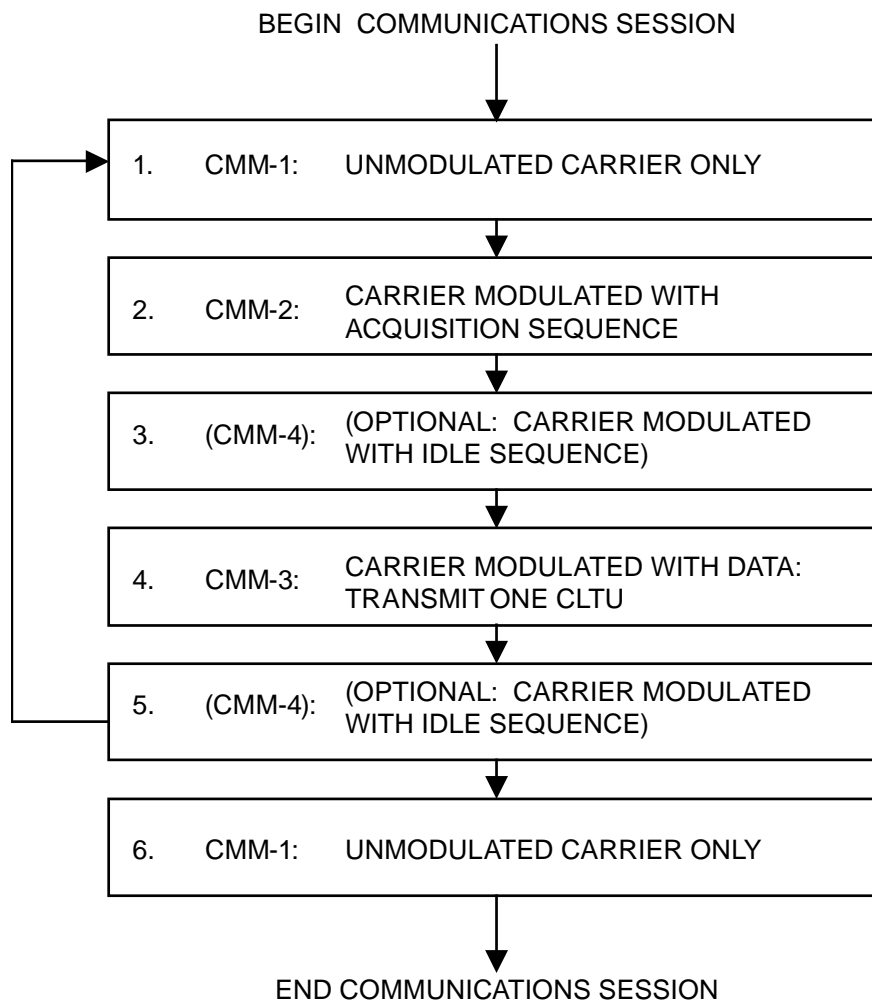 BEGIN COMMUNICATIONS SESSION
1. CMM-1: UNMODULATED CARRIER ONLY
2. CMM-2: CARRIER MODULATED WITH
ACQUISITION SEQUENCE
3. (CMM-4): (OPTIONAL: CARRIER MODULATED
WITH IDLE SEQUENCE)
4. CMM-3: CARRIER MODULATED WITH DATA:
TRANSMIT ONE CLTU
5. (CMM-4): (OPTIONAL: CARRIER MODULATED
WITH IDLE SEQUENCE)
6. CMM-1: UNMODULATED CARRIER ONLY
END COMMUNICATIONS SESSION